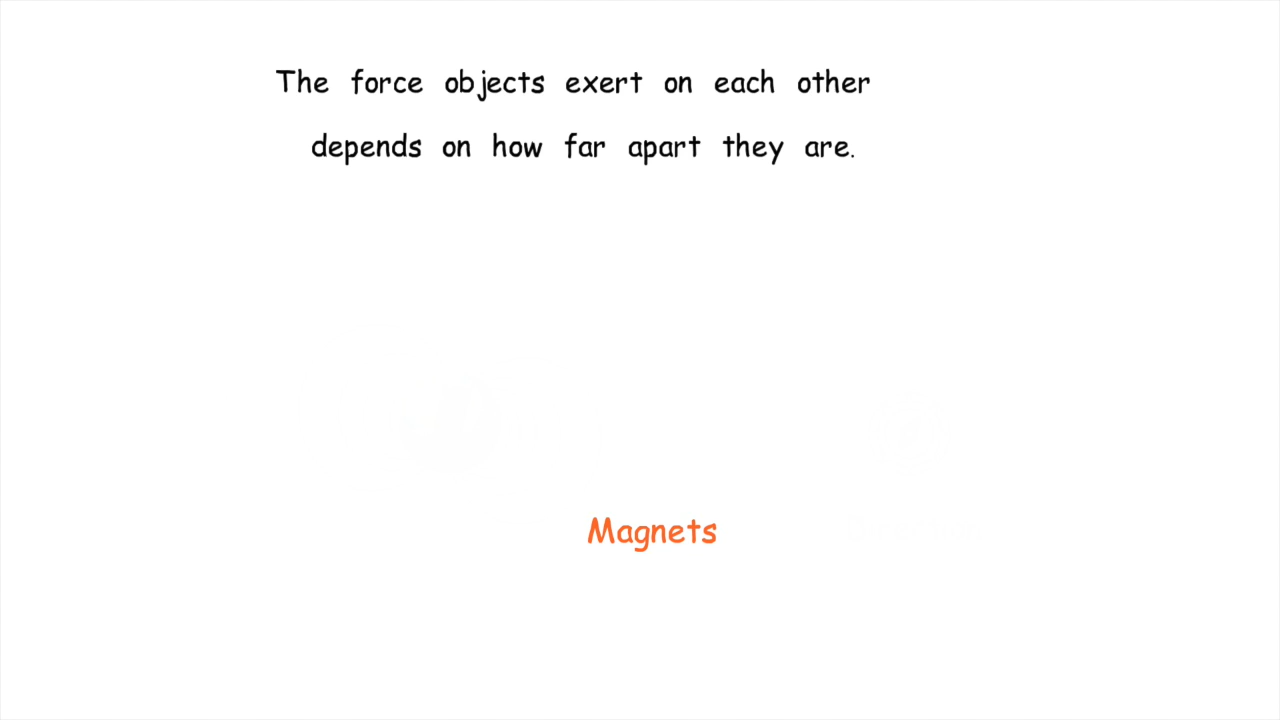 The force objects exert on each other
depends on how far apart they are.
Magnets